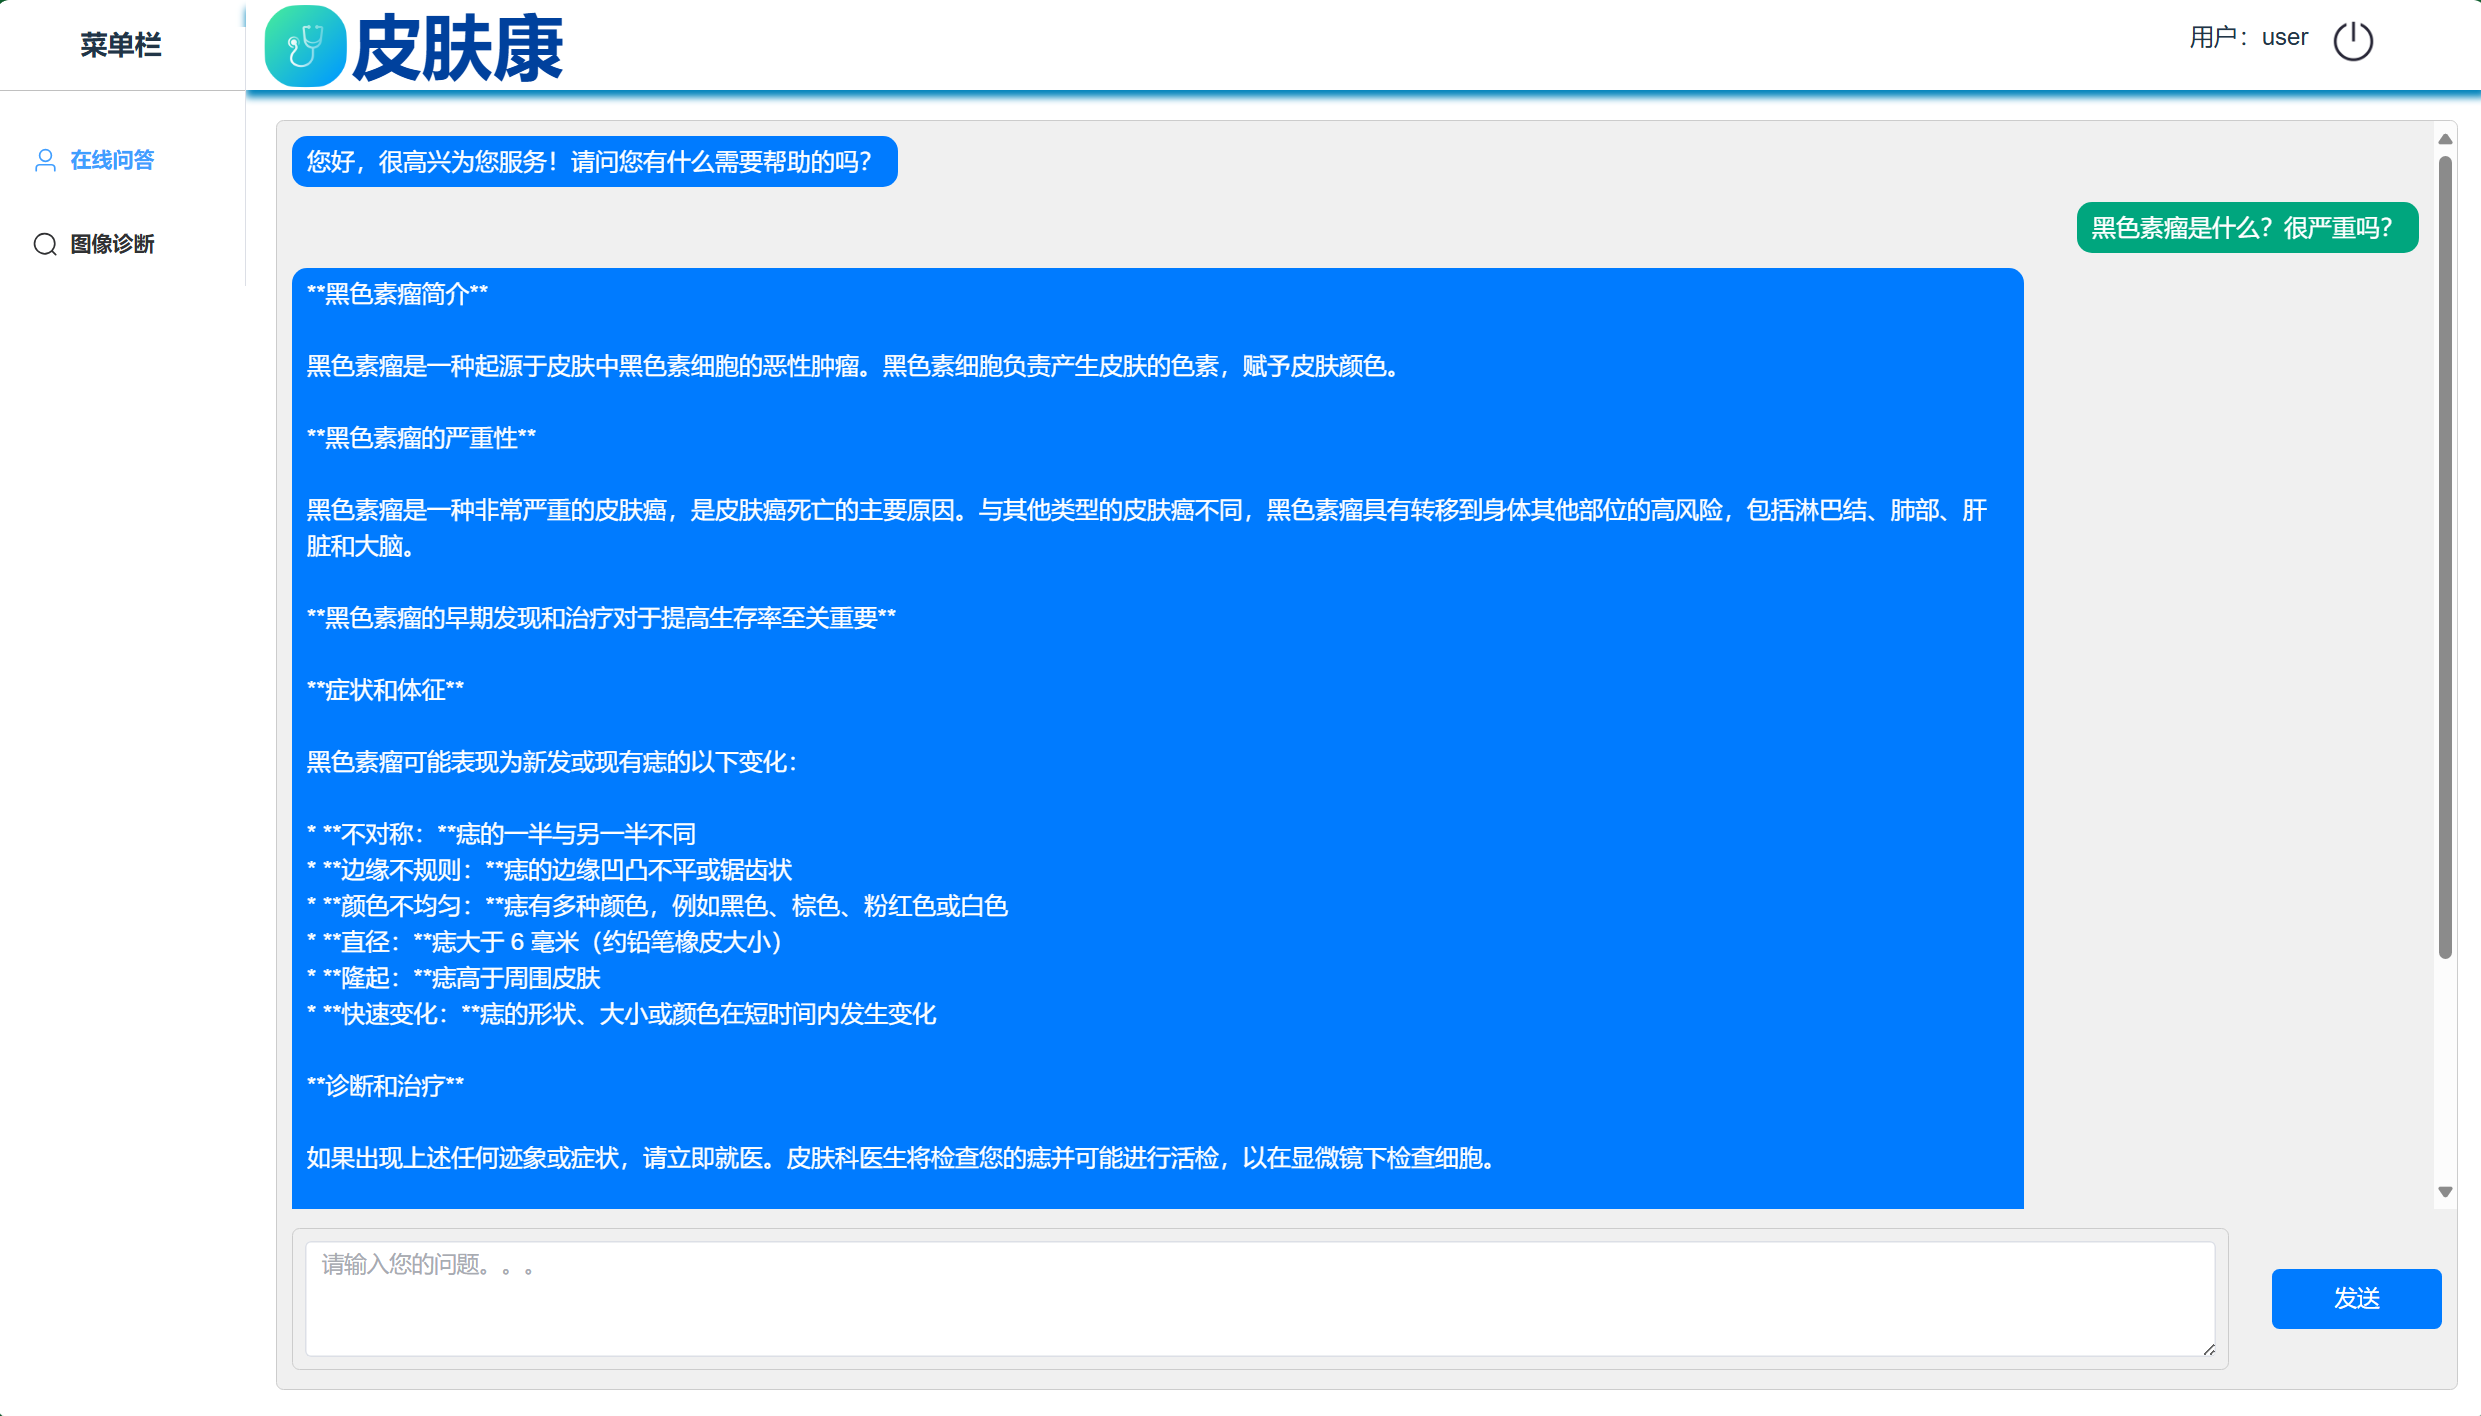 菜单栏
皮肤康
用户：user
在线问答
图像诊断
您好，很高兴为您服务！请问您有什么需要帮助的吗？
黑色素瘤是什么？很严重吗？
**黑色素瘤简介**
黑色素瘤是一种起源于皮肤中黑色素细胞的恶性肿瘤。黑色素细胞负责产生皮肤的色素，赋予皮肤颜色。
**黑色素瘤的严重性**
黑色素瘤是一种非常严重的皮肤癌，是皮肤癌死亡的主要原因。与其他类型的皮肤癌不同，黑色素瘤具有转移到身体其他部位的高风险，包括淋巴结、肺部、肝
脏和大脑。
**黑色素瘤的早期发现和治疗对于提高生存率至关重要**
**症状和体征**
黑色素瘤可能表现为新发或现有痣的以下变化：
* **不对称：**痣的一半与另一半不同
* **边缘不规则：**痣的边缘凹凸不平或锯齿状
* **颜色不均匀：**痣有多种颜色，例如黑色、棕色、粉红色或白色
* **直径：**痣大于 6 毫米（约铅笔橡皮大小）
* **隆起：**痣高于周围皮肤
* **快速变化：**痣的形状、大小或颜色在短时间内发生变化
**诊断和治疗**
如果出现上述任何迹象或症状，请立即就医。皮肤科医生将检查您的痣并可能进行活检，以在显微镜下检查细胞。
请输入您的问题。。。
发送